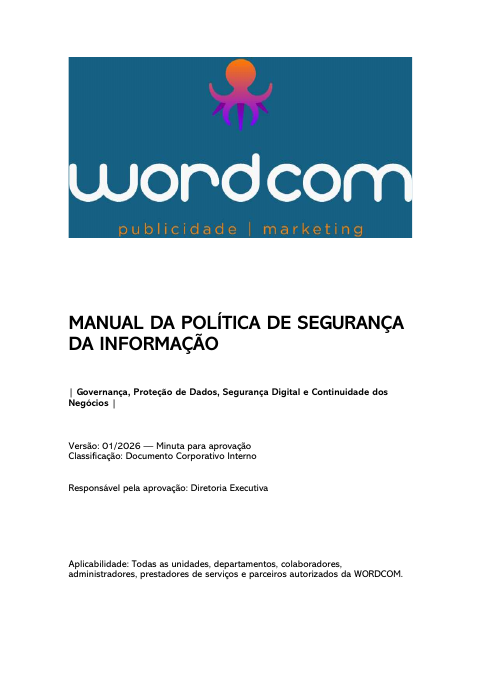 wordcom
publicidade | marketing
MANUAL DA POLÍTICA DE SEGURANÇA
DA INFORMAÇÃO
| Governança, Proteção de Dados, Segurança Digital e Continuidade dos
Negócios |
Versão: 01/2026 — Minuta para aprovação
Classificação: Documento Corporativo Interno
Responsável pela aprovação: Diretoria Executiva
Aplicabilidade: Todas as unidades, departamentos, colaboradores,
administradores, prestadores de serviços e parceiros autorizados da WORDCOM.